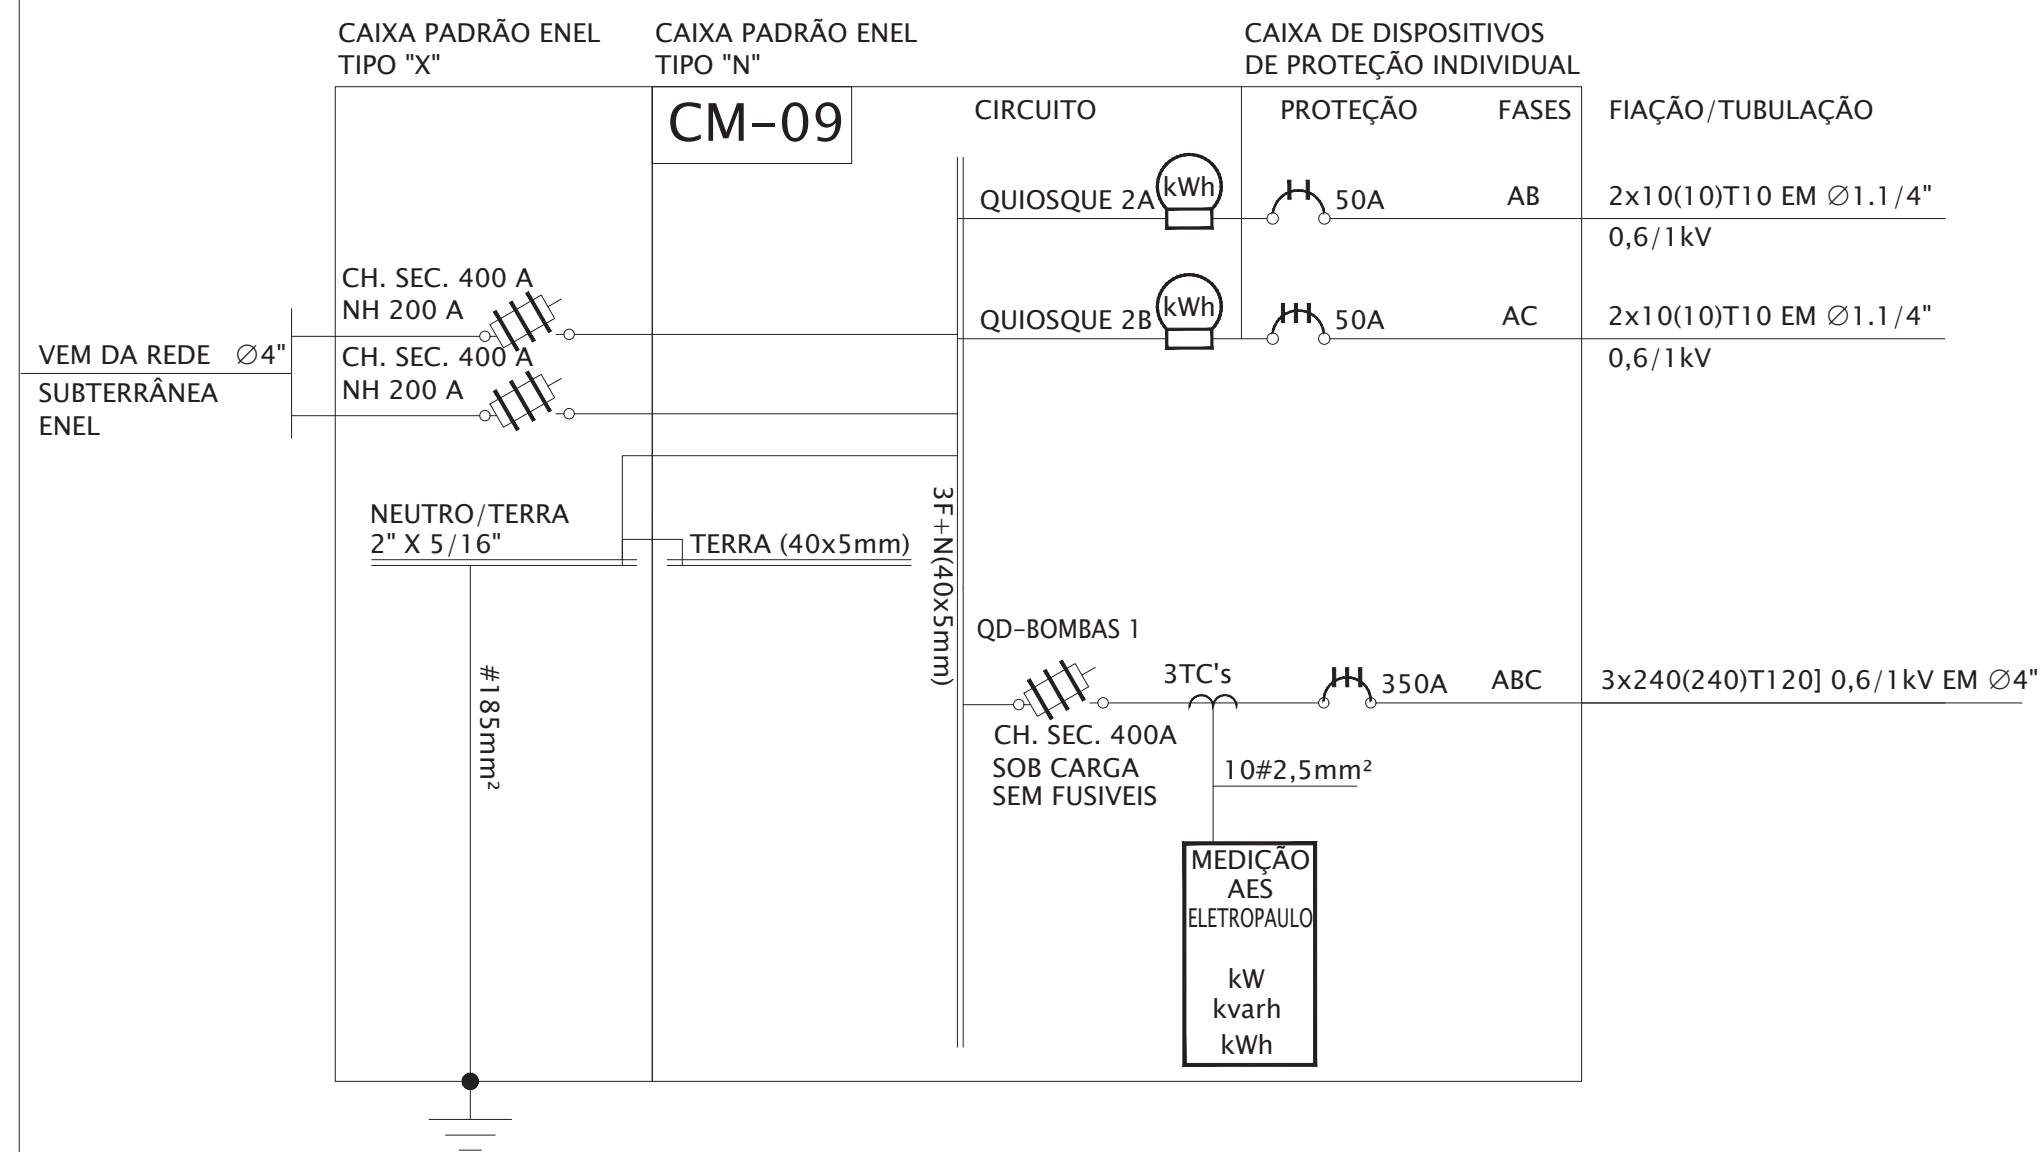 CAIXA PADRÃO ENEL
TIPO "X"
CAIXA PADRÃO ENEL
TIPO "N"
CAIXA DE DISPOSITIVOS
DE PROTEÇÃO INDIVIDUAL
CM-09
CIRCUITO
PROTEÇÃO
FASES
FIAÇÃO/TUBULAÇÃO
QUIOSQUE 2A
kWh
50A
AB
2x10(10)T10 EM Ø1.1/4"
0,6/1kV
QUIOSQUE 2B
kWh
50A
AC
2x10(10)T10 EM Ø1.1/4"
0,6/1kV
CH. SEC. 400 A
NH 200 A
CH. SEC. 400 A
NH 200 A
VEM DA REDE Ø4"
SUBTERRÂNEA
ENEL
NEUTRO/TERRA
2" X 5/16"
TERRA (40x5mm)
3F+N(40x5mm)
#185mm²
QD-BOMBAS 1
3TC's
350A
ABC
3x240(240)T120] 0,6/1kV EM Ø4"
CH. SEC. 400A
SOB CARGA
SEM FUSIVEIS
10#2,5mm²
MEDIÇÃO
AES
ELETROPAULO
kW
kvarh
kWh